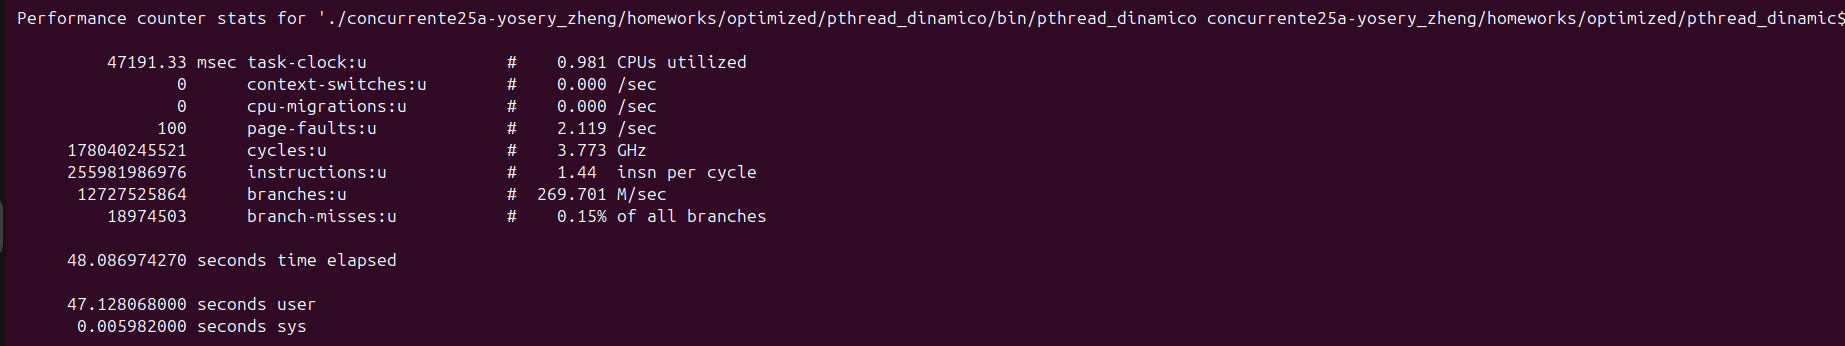 Performance counter stats for './concurrente25a-yosery_zheng/homeworks/optimized/pthread_dinamico/bin/pthread_dinamico concurrente25a-yosery_zheng/homeworks/optimized/pthread_dinamic$
47191.33 msec task-clock:u # 0.981 CPUs utilized
0 context-switches:u # 0.000 /sec
0 cpu-migrations:u # 0.000 /sec
100 page-faults:u # 2.119 /sec
178040245521 cycles:u # 3.773 GHz
255981986976 instructions:u # 1.44 insn per cycle
12727525864 branches:u # 269.701 M/sec
18974503 branch-misses:u # 0.15% of all branches
48.086974270 seconds time elapsed
47.128068000 seconds user
0.005982000 seconds sys